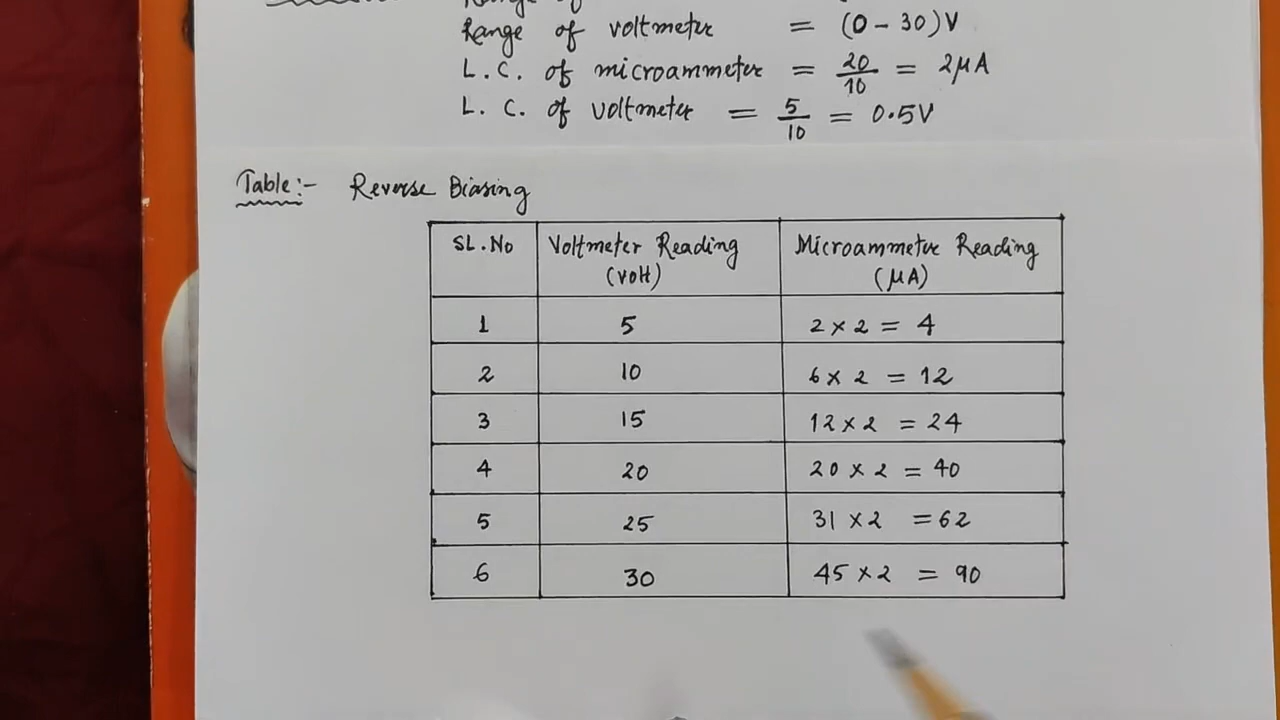 Range of
Range of voltmeter = (0 - 30)V
L.C. of microammeter = 20/10 = 2μA
L. C. of voltmeter = 5/10 = 0.5V
Table:- Reverse Biasing
SL.No Voltmeter Reading (volt) Microammeter Reading (μA)
1 5 2 × 2 = 4
2 10 6 × 2 = 12
3 15 12 × 2 = 24
4 20 20 × 2 = 40
5 25 31 × 2 = 62
6 30 45 × 2 = 90